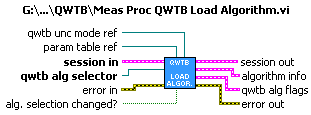 G:\...\QWTB\Meas Proc QWTB Load Algorithm.vi
qwtb unc mode ref
param table ref
session in
qwtb alg selector
error in
alg. selection changed?
QWTB
LOAD
ALGOR.
session out
algorithm info
qwtb alg flags
error out